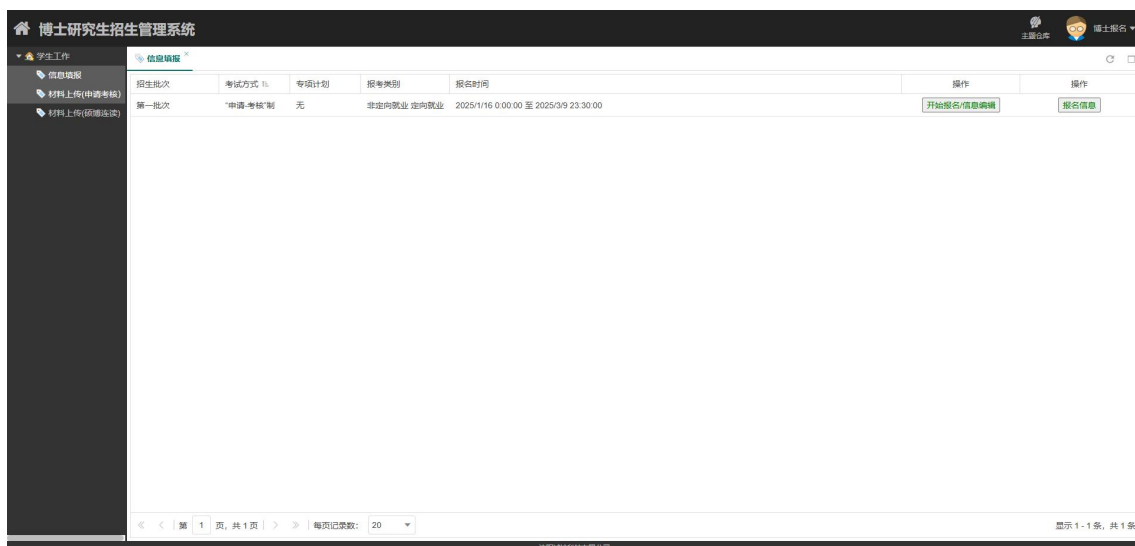 博士研究生招生管理系统
主题仓库
博士报名
学生工作
信息填报
信息填报
材料上传(申请考核)
材料上传(硕博连读)
招生批次 考试方式 专项计划 报考类别 报名时间 操作 操作
第一批次 "申请-考核"制 无 非定向就业 定向就业 2025/1/16 0:00:00 至 2025/3/9 23:30:00 开始报名/信息编辑 报名信息
第 1 页, 共 1 页 每页记录数: 20 显示 1 - 1 条, 共 1 条